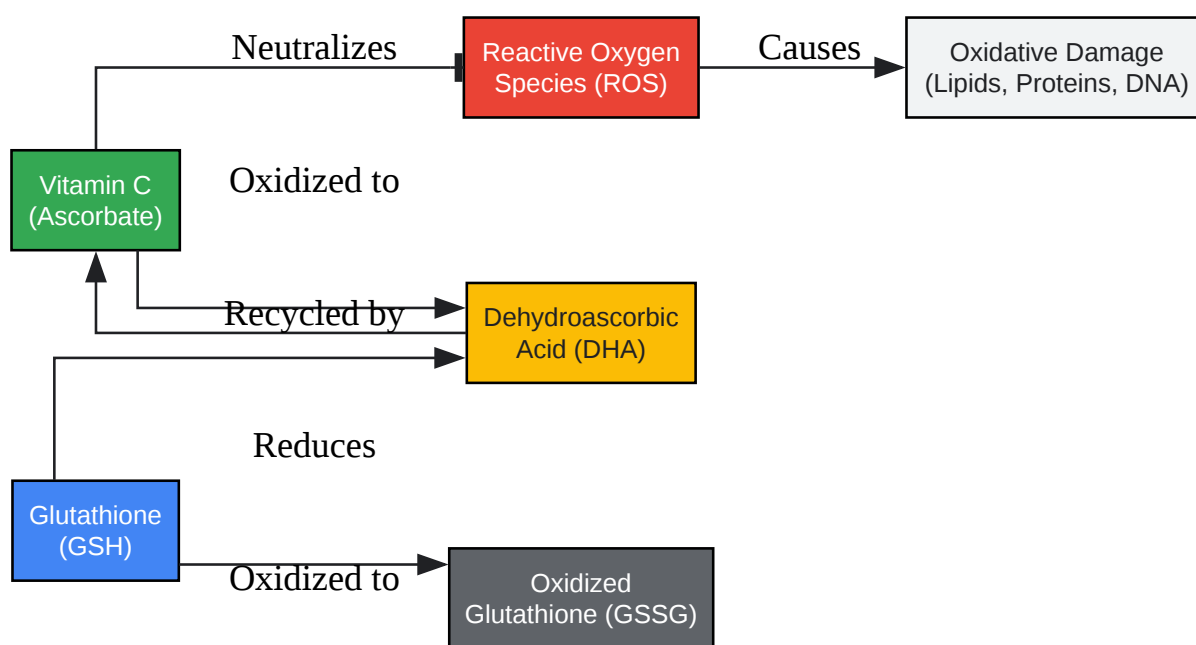 Neutralizes
Reactive Oxygen
Species (ROS)
Causes
Oxidative Damage
(Lipids, Proteins, DNA)
Vitamin C
(Ascorbate)
Oxidized to
Recycled by
Dehydroascorbic
Acid (DHA)
Reduces
Glutathione
(GSH)
Oxidized to
Oxidized
Glutathione (GSSG)